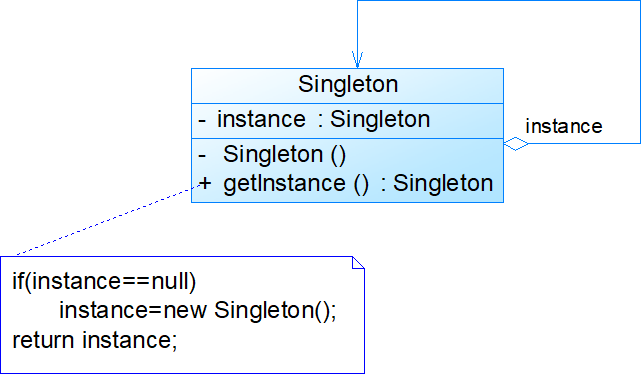 Singleton
- instance : Singleton
instance
- Singleton ()
+ getInstance () : Singleton
if(instance==null)
instance=new Singleton();
return instance;